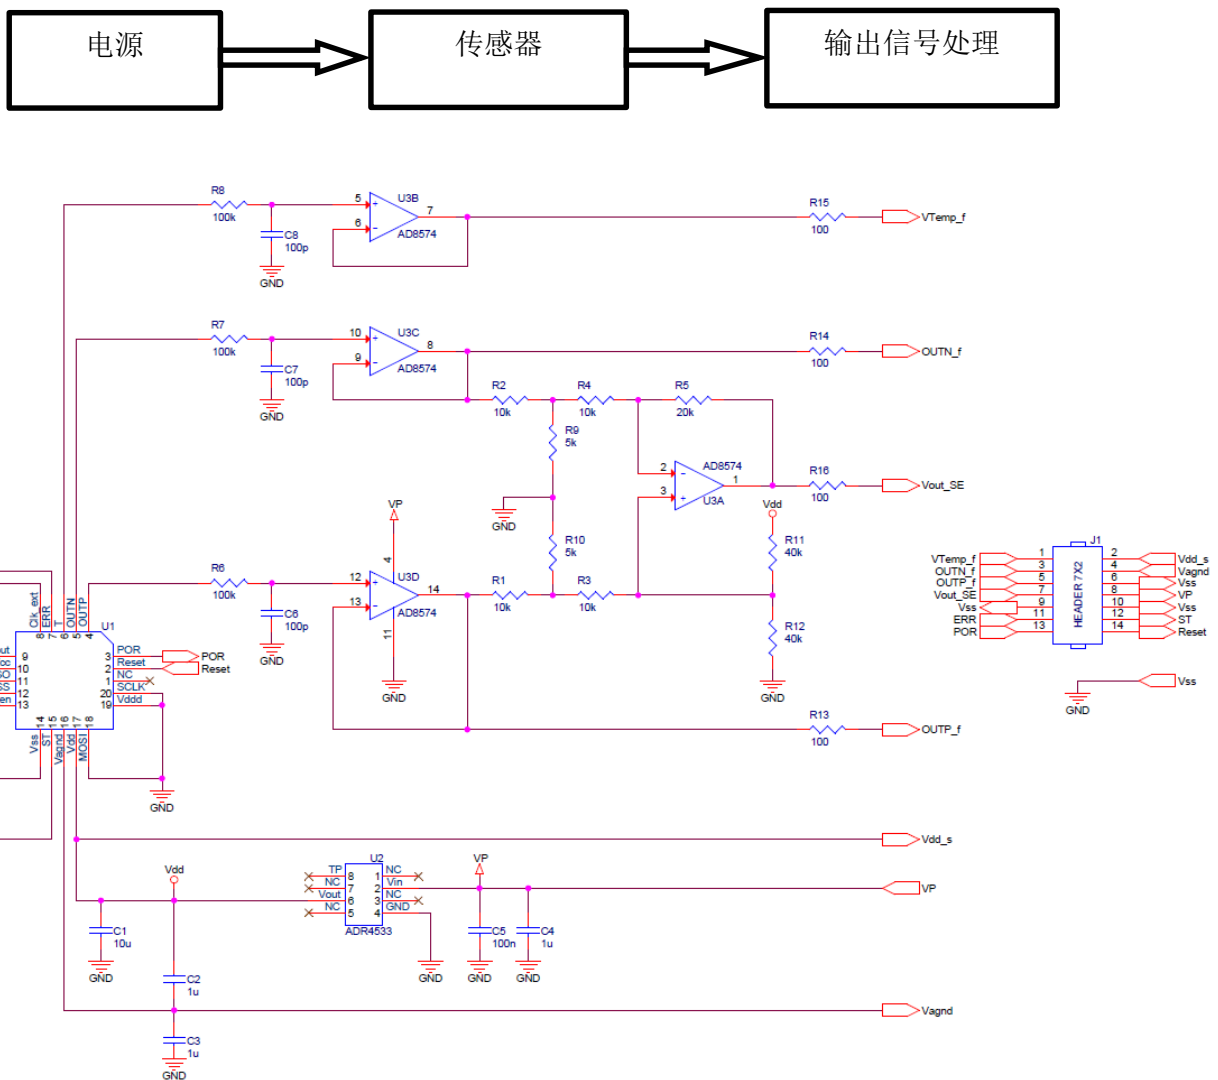 电源
传感器
输出信号处理
R8
100k
C8
100p
GND
5
6
7
U3B
AD8574
R15
100
VTemp_f
R7
100k
C7
100p
GND
10
9
8
U3C
AD8574
R14
100
OUTN_f
R2
10k
R4
10k
R5
20k
R9
5k
GND
R10
5k
2
3
1
AD8574
U3A
R16
100
Vout_SE
Vdd
R11
40k
R12
40k
GND
VP
4
R6
100k
C6
100p
GND
12
13
14
11
U3D
AD8574
GND
R1
10k
R3
10k
R13
100
OUTP_f
J1
HEADER 7X2
VTemp_f 1 2 Vdd_s
OUTN_f 3 4 Vagnd
OUTP_f 5 6 Vss
Vout_SE 7 8 VP
Vss 9 10 Vss
ERR 11 12 ST
POR 13 14 Reset
Vss
GND
Clk_ext
ERR
T
OUTN
OUTP
8 7 6 5 4
U1
ut 9
cc 10
SO 11
SS 12
en 13
3 POR POR
2 Reset Reset
1 NC
20 SCLK
19 Vddd
14 15 16 17 18
Vss
ST
Vagnd
Vdd
MOSI
GND
Vdd_s
Vdd
U2
TP 8 1 NC
NC 7 2 Vin
Vout 6 3 NC
NC 5 4 GND
ADR4533
VP
VP
C1
10u
GND
C2
1u
C3
1u
GND
GND
C5
100n
GND
C4
1u
GND
Vagnd